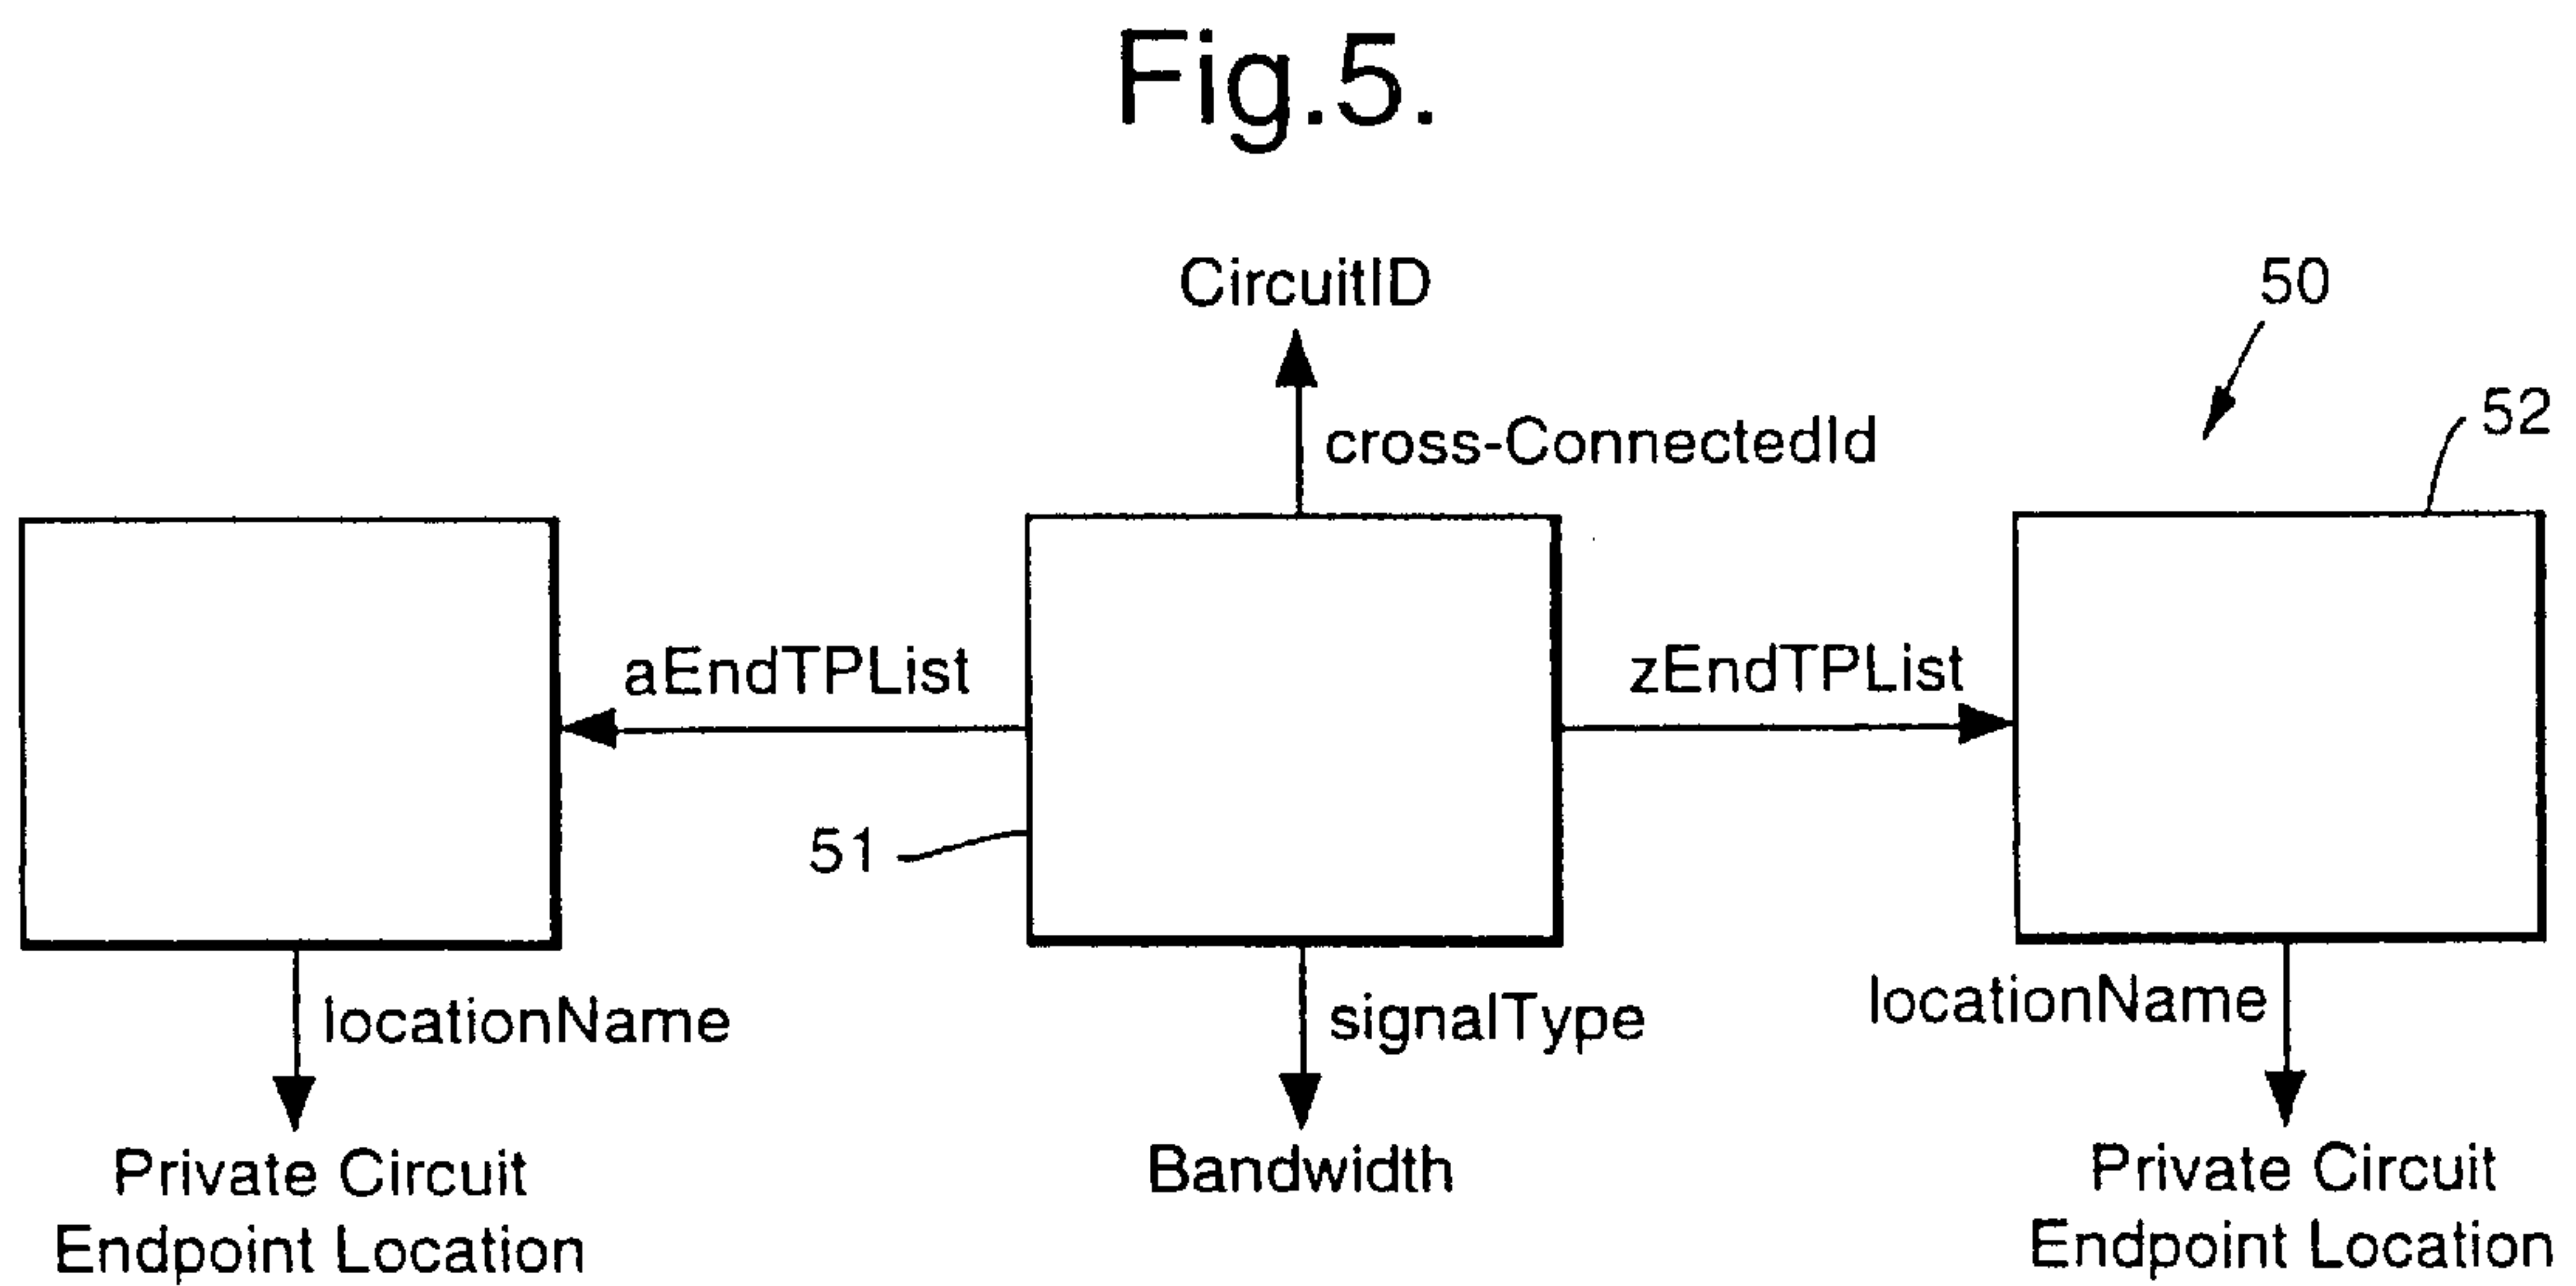 Fig.5.
CircuitID
50
cross-ConnectedId
52
aEndTPList
zEndTPList
51
locationName
signalType
locationName
Private Circuit
Endpoint Location
Bandwidth
Private Circuit
Endpoint Location